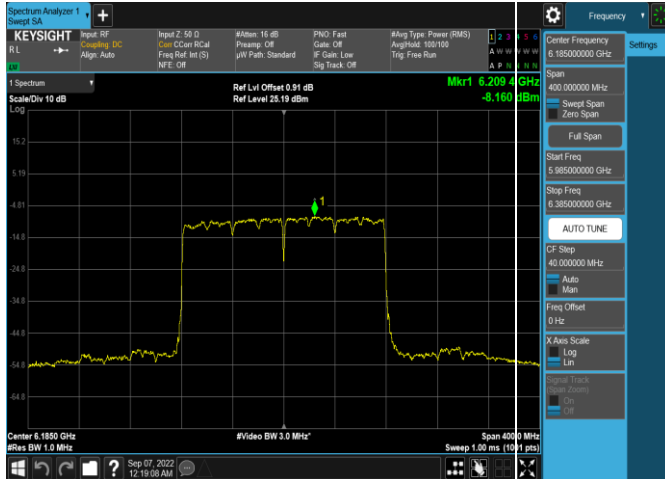 Spectrum Analyzer 1
Swept SA
+
Frequency
KEYSIGHT
RL
Input: RF
Coupling: DC
Align: Auto
Input Z: 50 Ω
Corr CCorr RCal
Freq Ref: Int (S)
NFE: Off
#Atten: 16 dB
Preamp: Off
µW Path: Standard
PNO: Fast
Gate: Off
IF Gain: Low
Sig Track: Off
#Avg Type: Power (RMS)
Avg|Hold: 100/100
Trig: Free Run
1 2 3 4 5 6
A W W W W W
A P N N N N
1 Spectrum
Scale/Div 10 dB
Log
Ref Lvl Offset 0.91 dB
Ref Level 25.19 dBm
Mkr1 6.209 4 GHz
-8.160 dBm
15.2
5.19
-4.81
-14.8
-24.8
-34.8
-44.8
-54.8
-64.8
1
Center 6.1850 GHz
#Res BW 1.0 MHz
#Video BW 3.0 MHz*
Span 400.0 MHz
Sweep 1.00 ms (1001 pts)
?
Sep 07, 2022
12:19:08 AM
Settings
Center Frequency
6.185000000 GHz
Span
400.000000 MHz
Swept Span
Zero Span
Full Span
Start Freq
5.985000000 GHz
Stop Freq
6.385000000 GHz
AUTO TUNE
CF Step
40.000000 MHz
Auto
Man
Freq Offset
0 Hz
X Axis Scale
Log
Lin
Signal Track
(Span Zoom)
On
Off